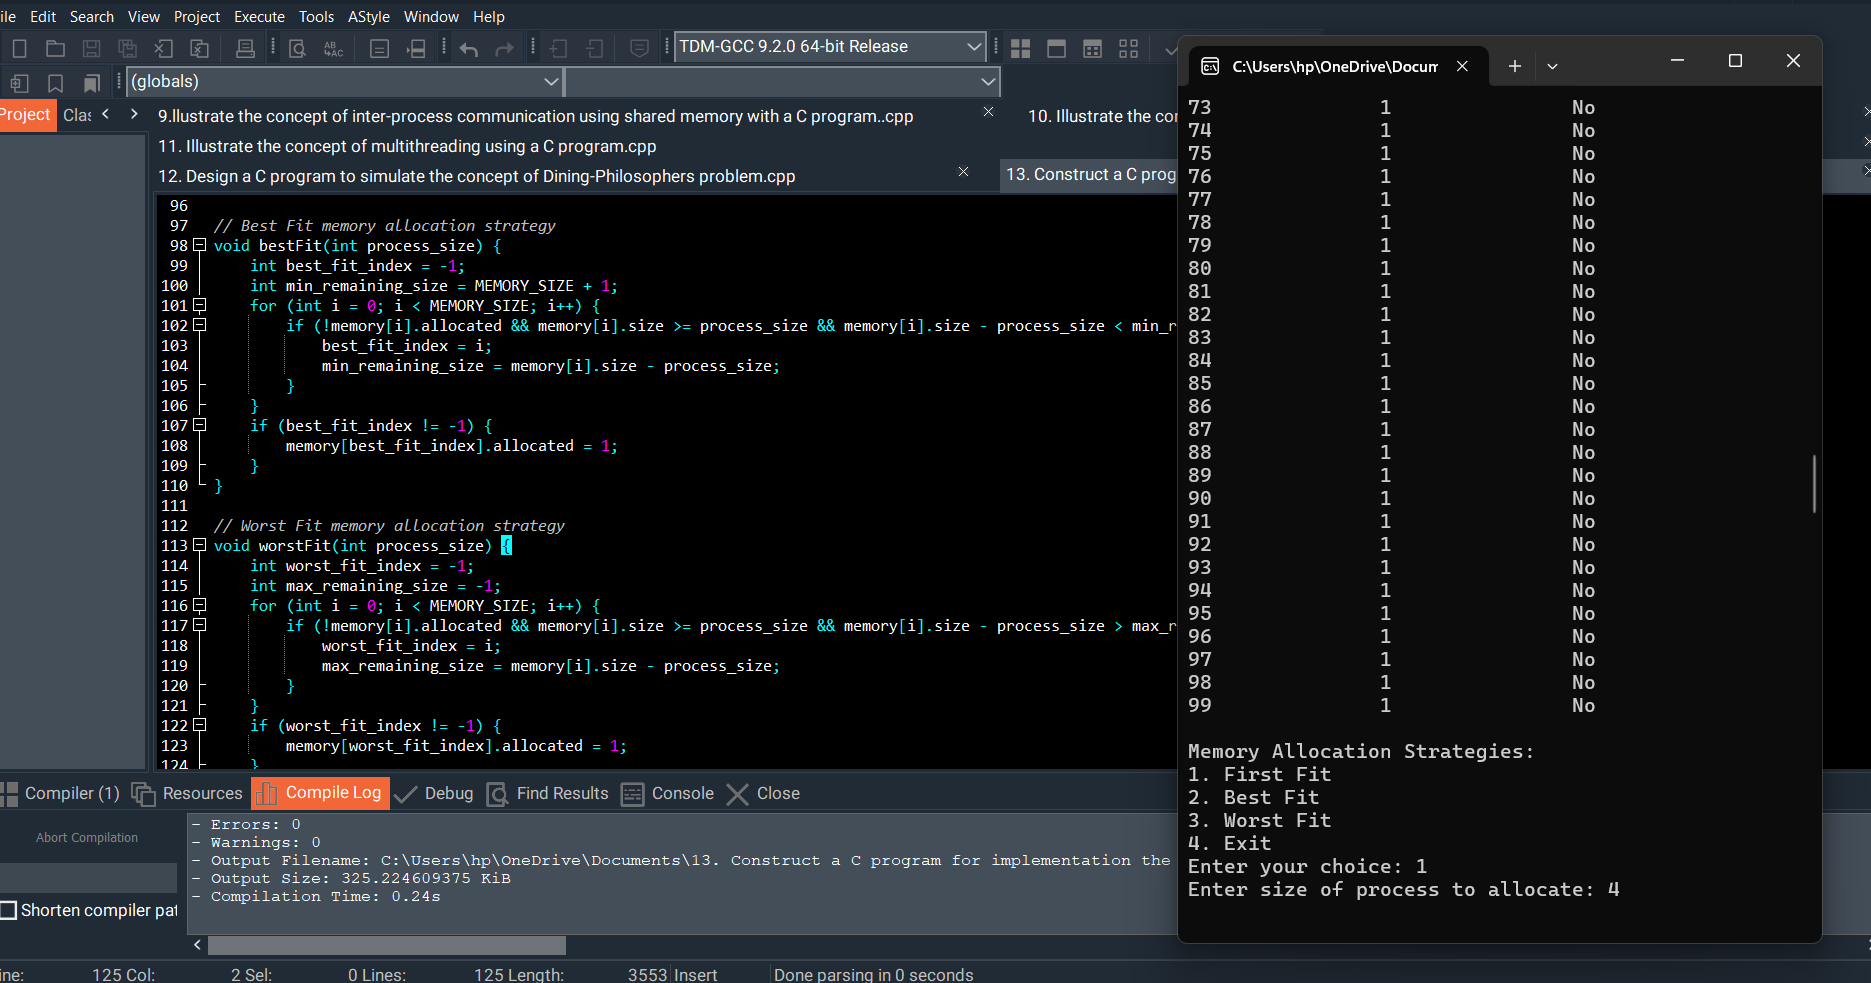 ile Edit Search View Project Execute Tools AStyle Window Help
TDM-GCC 9.2.0 64-bit Release
(globals)
Project Clas
9.llustrate the concept of inter-process communication using shared memory with a C program..cpp
10. Illustrate the con
11. Illustrate the concept of multithreading using a C program.cpp
12. Design a C program to simulate the concept of Dining-Philosophers problem.cpp
13. Construct a C prog
96
97 // Best Fit memory allocation strategy
98 void bestFit(int process_size) {
99 int best_fit_index = -1;
100 int min_remaining_size = MEMORY_SIZE + 1;
101 for (int i = 0; i < MEMORY_SIZE; i++) {
102 if (!memory[i].allocated && memory[i].size >= process_size && memory[i].size - process_size < min_r
103 best_fit_index = i;
104 min_remaining_size = memory[i].size - process_size;
105 }
106 }
107 if (best_fit_index != -1) {
108 memory[best_fit_index].allocated = 1;
109 }
110 }
111
112 // Worst Fit memory allocation strategy
113 void worstFit(int process_size) {
114 int worst_fit_index = -1;
115 int max_remaining_size = -1;
116 for (int i = 0; i < MEMORY_SIZE; i++) {
117 if (!memory[i].allocated && memory[i].size >= process_size && memory[i].size - process_size > max_r
118 worst_fit_index = i;
119 max_remaining_size = memory[i].size - process_size;
120 }
121 }
122 if (worst_fit_index != -1) {
123 memory[worst_fit_index].allocated = 1;
124 }
Compiler (1) Resources Compile Log Debug Find Results Console Close
Abort Compilation
Shorten compiler pat
- Errors: 0
- Warnings: 0
- Output Filename: C:\Users\hp\OneDrive\Documents\13. Construct a C program for implementation the
- Output Size: 325.224609375 KiB
- Compilation Time: 0.24s
ine: 125 Col: 2 Sel: 0 Lines: 125 Length: 3553 Insert Done parsing in 0 seconds
C:\Users\hp\OneDrive\Docum
73 1 No
74 1 No
75 1 No
76 1 No
77 1 No
78 1 No
79 1 No
80 1 No
81 1 No
82 1 No
83 1 No
84 1 No
85 1 No
86 1 No
87 1 No
88 1 No
89 1 No
90 1 No
91 1 No
92 1 No
93 1 No
94 1 No
95 1 No
96 1 No
97 1 No
98 1 No
99 1 No
Memory Allocation Strategies:
1. First Fit
2. Best Fit
3. Worst Fit
4. Exit
Enter your choice: 1
Enter size of process to allocate: 4